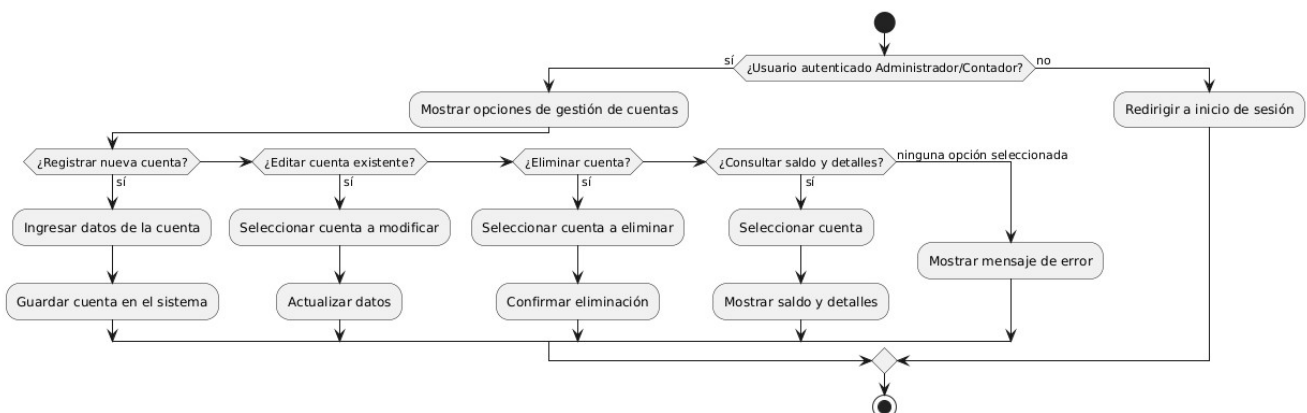 ¿Usuario autenticado Administrador/Contador?
sí
no
Mostrar opciones de gestión de cuentas
Redirigir a inicio de sesión
¿Registrar nueva cuenta?
sí
¿Editar cuenta existente?
sí
¿Eliminar cuenta?
sí
¿Consultar saldo y detalles?
sí
ninguna opción seleccionada
Ingresar datos de la cuenta
Seleccionar cuenta a modificar
Seleccionar cuenta a eliminar
Seleccionar cuenta
Mostrar mensaje de error
Guardar cuenta en el sistema
Actualizar datos
Confirmar eliminación
Mostrar saldo y detalles